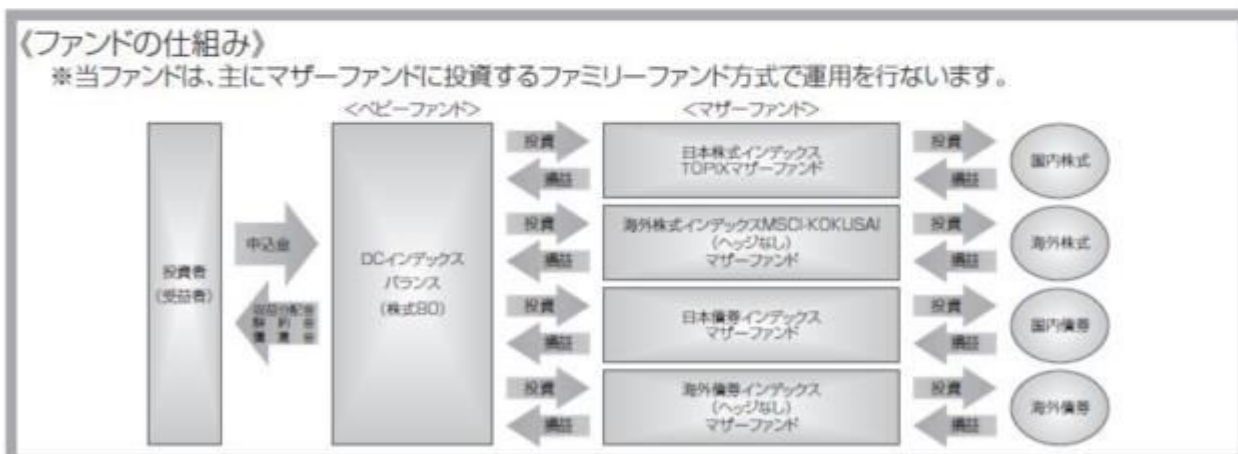 《ファンドの仕組み》
※当ファンドは、主にマザーファンドに投資するファミリーファンド方式で運用を行ないます。
<ベビーファンド>
<マザーファンド>
投資者
(受益者)
申込金
収益分配金
解約金
償還金
DCインデックス
バランス
(株式80)
投資
損益
日本株式インデックス
TOPIXマザーファンド
投資
損益
国内株式
投資
損益
海外株式インデックスMSCI-KOKUSAI
(ヘッジなし)
マザーファンド
投資
損益
海外株式
投資
損益
日本債券インデックス
マザーファンド
投資
損益
国内債券
投資
損益
海外債券インデックス
(ヘッジなし)
マザーファンド
投資
損益
海外債券